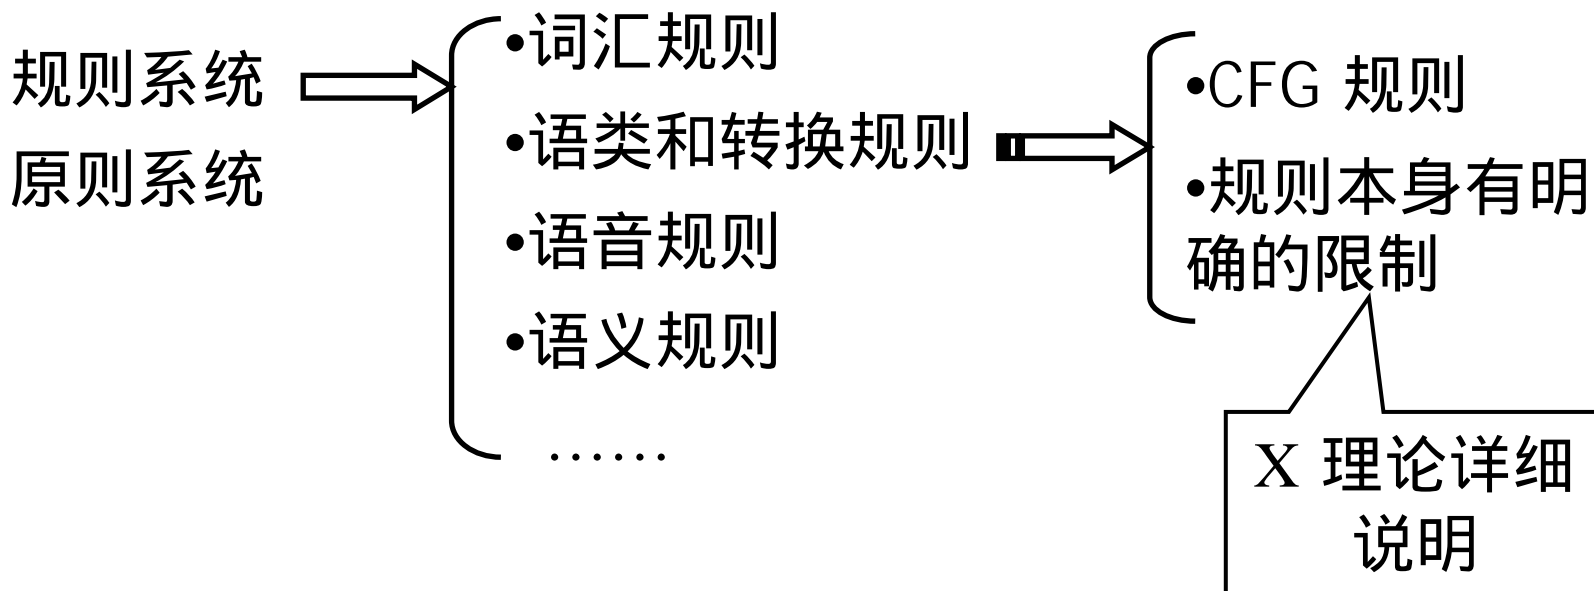 规则系统
原则系统
•词汇规则
•语类和转换规则
•语音规则
•语义规则
……
•CFG 规则
•规则本身有明
确的限制
X 理论详细
说明